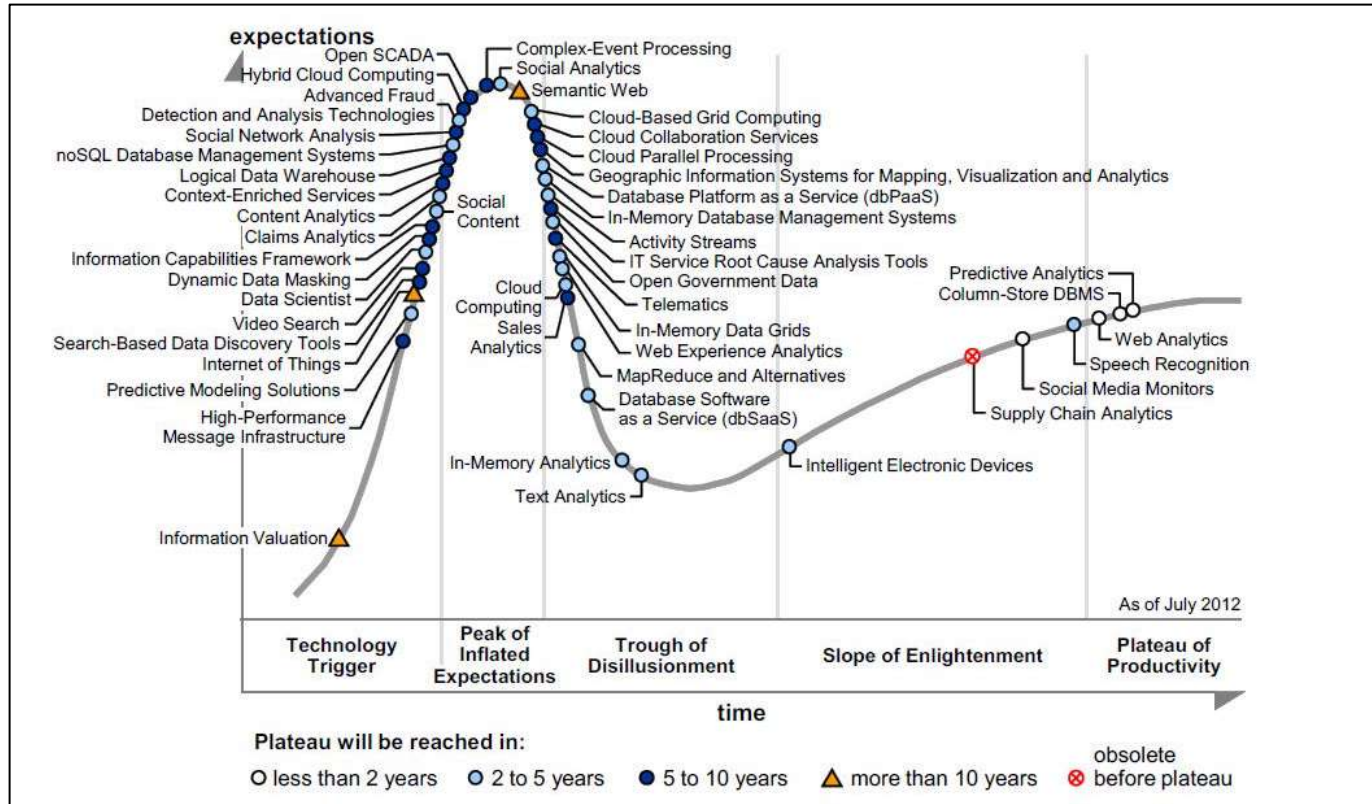 expectations
Open SCADA
Hybrid Cloud Computing
Advanced Fraud
Detection and Analysis Technologies
Social Network Analysis
noSQL Database Management Systems
Logical Data Warehouse
Context-Enriched Services
Content Analytics
Claims Analytics
Information Capabilities Framework
Dynamic Data Masking
Data Scientist
Video Search
Search-Based Data Discovery Tools
Internet of Things
Predictive Modeling Solutions
High-Performance
Message Infrastructure
Information Valuation
Complex-Event Processing
Social Analytics
Semantic Web
Social
Content
Cloud-Based Grid Computing
Cloud Collaboration Services
Cloud Parallel Processing
Geographic Information Systems for Mapping, Visualization and Analytics
Database Platform as a Service (dbPaaS)
In-Memory Database Management Systems
Activity Streams
IT Service Root Cause Analysis Tools
Open Government Data
Telematics
In-Memory Data Grids
Web Experience Analytics
Cloud
Computing
Sales
Analytics
MapReduce and Alternatives
Database Software
as a Service (dbSaaS)
In-Memory Analytics
Text Analytics
Intelligent Electronic Devices
Supply Chain Analytics
Social Media Monitors
Speech Recognition
Web Analytics
Column-Store DBMS
Predictive Analytics
As of July 2012
Technology
Trigger
Peak of
Inflated
Expectations
Trough of
Disillusionment
Slope of Enlightenment
Plateau of
Productivity
time
Plateau will be reached in:
less than 2 years
2 to 5 years
5 to 10 years
more than 10 years
obsolete
before plateau